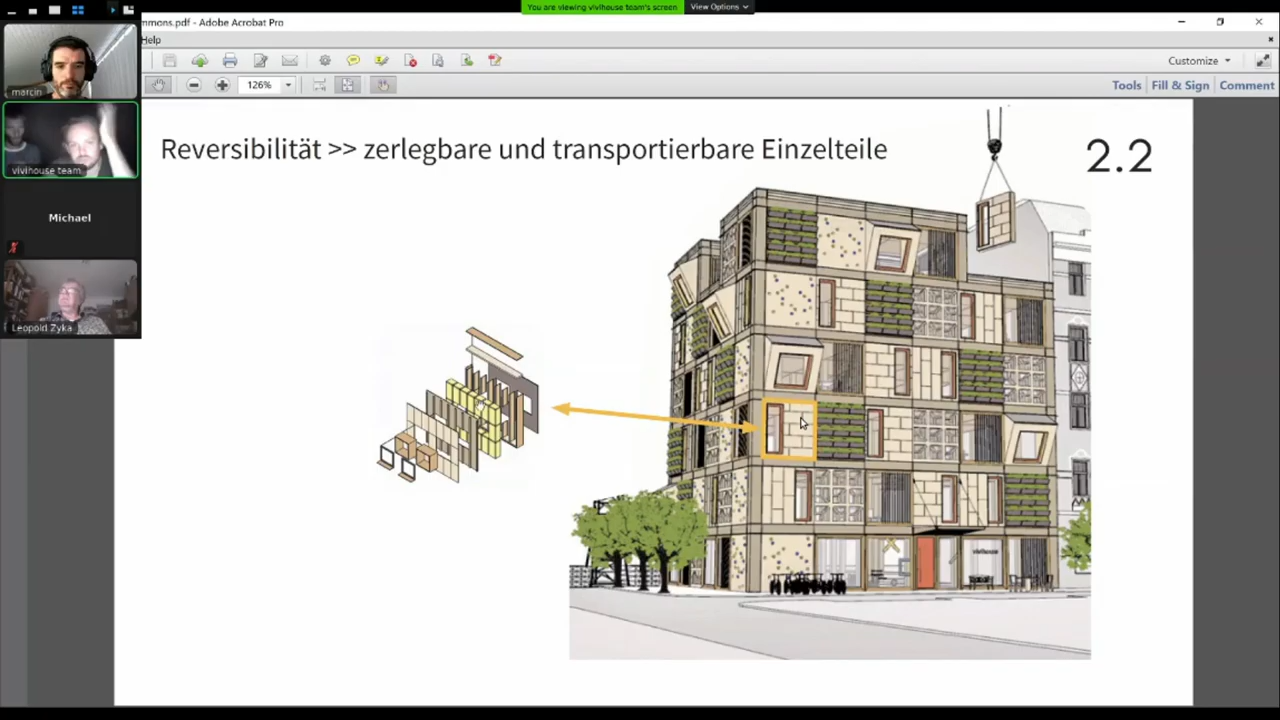 You are viewing vivihouse team's screen
View Options
mmons.pdf - Adobe Acrobat Pro
Help
126%
Customize
Tools
Fill & Sign
Comment
marcin
vivihouse team
Michael
Leopold Zyka
Reversibilität >> zerlegbare und transportierbare Einzelteile
2.2
vivihouse